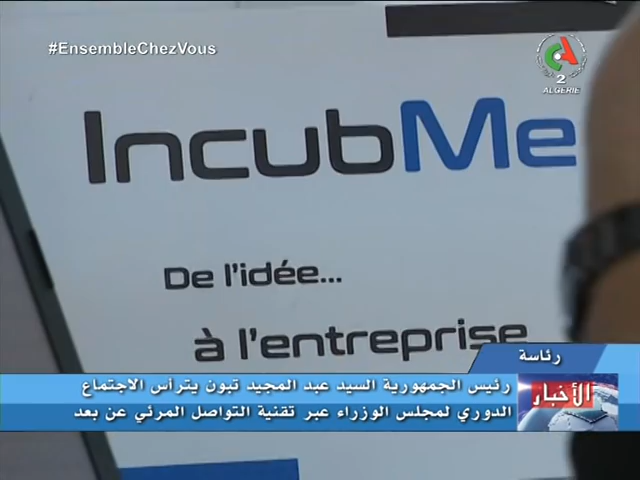 #EnsembleChezVous
2
ALGERIE
IncubMe
De l'idée...
à l'entreprise
رئاسة
رئيس الجمهورية السيد عبد المجيد تبون يترأس الاجتماع
الدوري لمجلس الوزراء عبر تقنية التواصل المرئي عن بعد
الأخبار